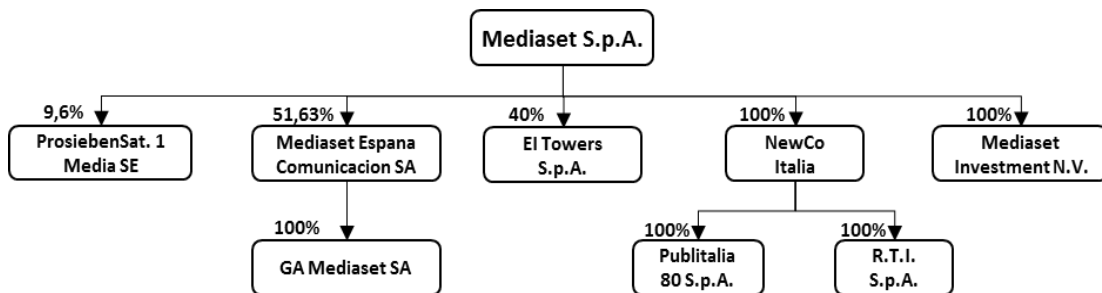 Mediaset S.p.A.
9,6%
51,63%
40%
100%
100%
ProsiebenSat. 1
Media SE
Mediaset Espana
Comunicacion SA
EI Towers
S.p.A.
NewCo
Italia
Mediaset
Investment N.V.
100%
100%
100%
GA Mediaset SA
Publitalia
80 S.p.A.
R.T.I.
S.p.A.